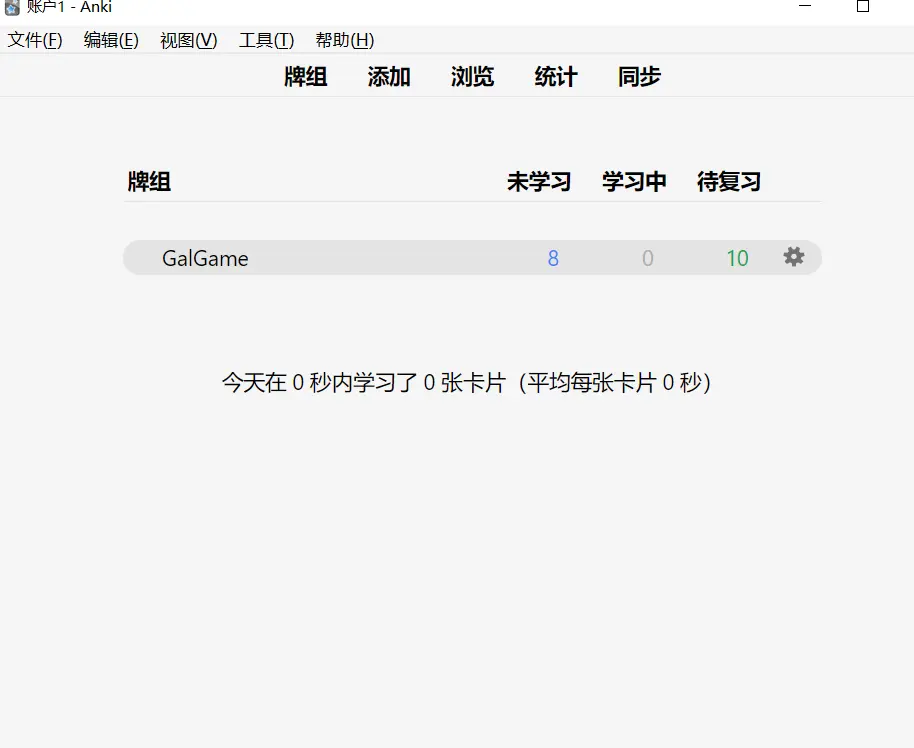 账户1 - Anki
文件(F) 编辑(E) 视图(V) 工具(T) 帮助(H)
牌组 添加 浏览 统计 同步
牌组 未学习 学习中 待复习
GalGame 8 0 10
今天在 0 秒内学习了 0 张卡片（平均每张卡片 0 秒）